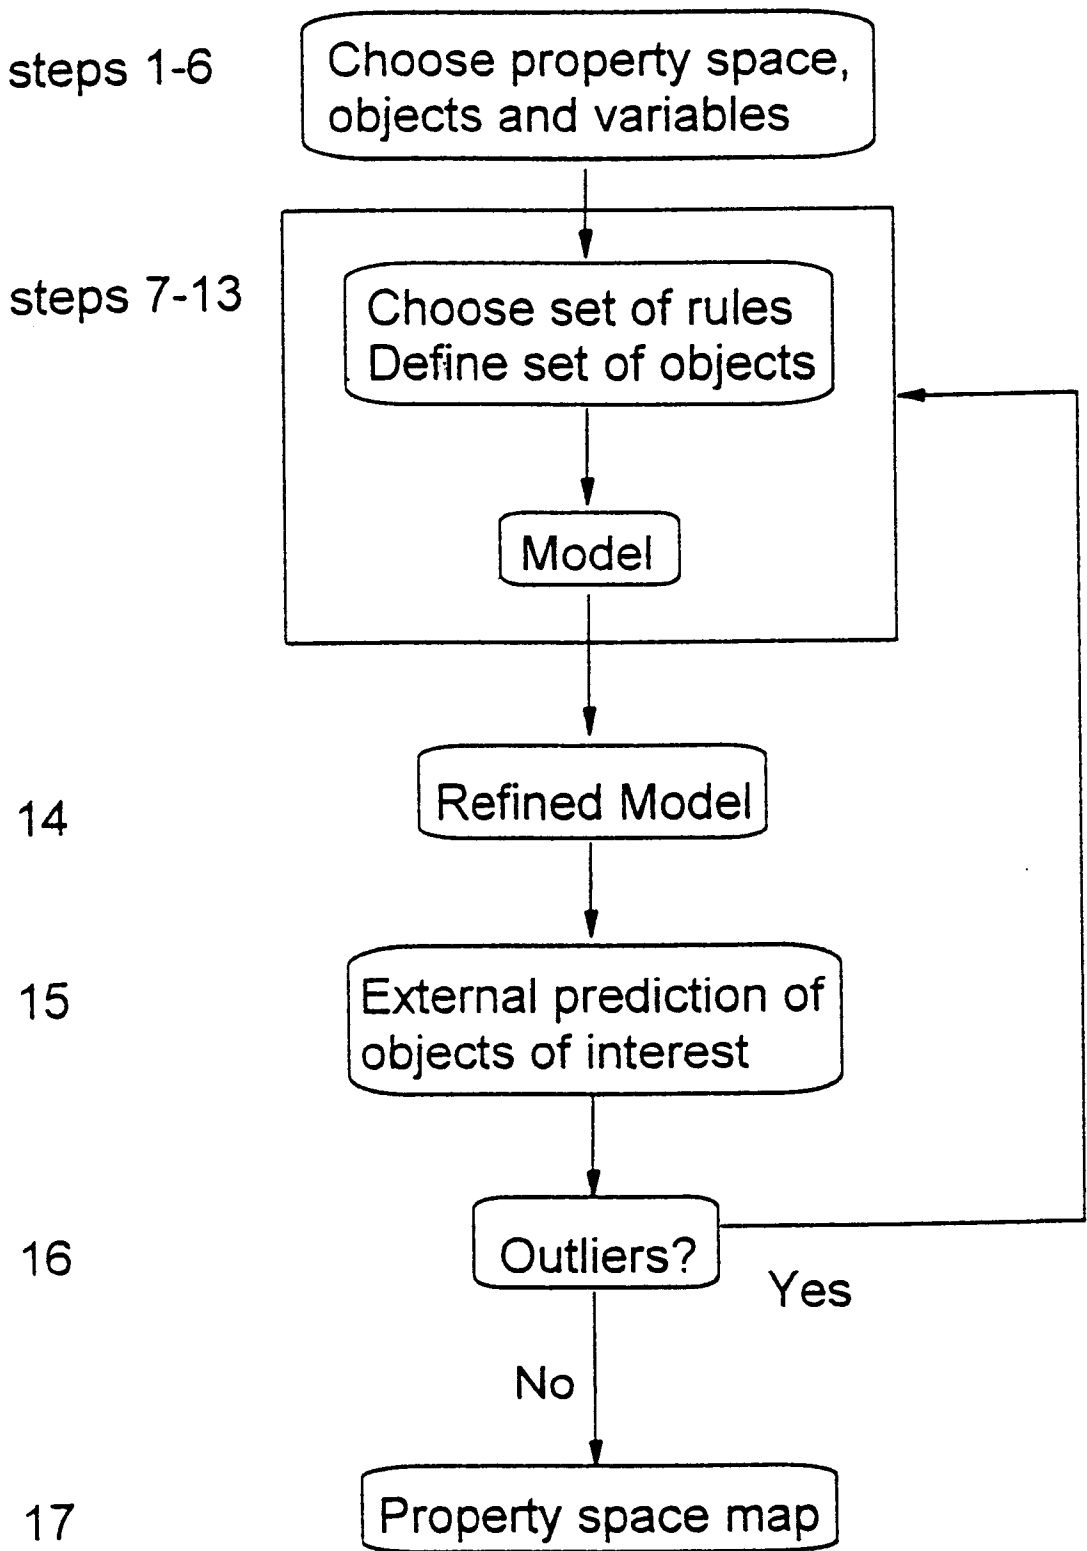 steps 1-6
Choose property space,
objects and variables
steps 7-13
Choose set of rules
Define set of objects
Model
14
Refined Model
15
External prediction of
objects of interest
16
Outliers?
Yes
No
17
Property space map